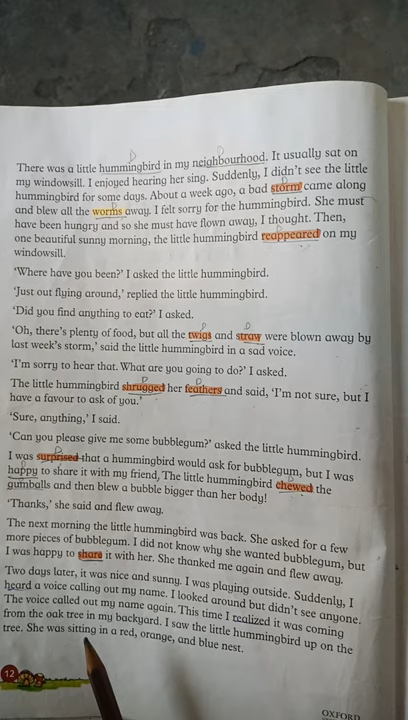 There was a little hummingbird in my neighbourhood. It usually sat on
my windowsill. I enjoyed hearing her sing. Suddenly, I didn't see the little
hummingbird for some days. About a week ago, a bad storm came along
and blew all the worms away. I felt sorry for the hummingbird. She must
have been hungry and so she must have flown away, I thought. Then,
one beautiful sunny morning, the little hummingbird reappeared on my
windowsill.
'Where have you been?' I asked the little hummingbird.
'Just out flying around,' replied the little hummingbird.
'Did you find anything to eat?' I asked.
'Oh, there's plenty of food, but all the twigs and straw were blown away by
last week's storm,' said the little hummingbird in a sad voice.
'I'm sorry to hear that. What are you going to do?' I asked.
The little hummingbird shrugged her feathers and said, 'I'm not sure, but I
have a favour to ask of you.'
'Sure, anything,' I said.
'Can you please give me some bubblegum?' asked the little hummingbird.
I was surprised that a hummingbird would ask for bubblegum, but I was
happy to share it with my friend, The little hummingbird chewed the
gumballs and then blew a bubble bigger than her body!
'Thanks,' she said and flew away.
The next morning the little hummingbird was back. She asked for a few
more pieces of bubblegum. I did not know why she wanted bubblegum, but
I was happy to share it with her. She thanked me again and flew away.
Two days later, it was nice and sunny. I was playing outside. Suddenly, I
heard a voice calling out my name. I looked around but didn't see anyone.
The voice called out my name again. This time I realized it was coming
from the oak tree in my backyard. I saw the little hummingbird up on the
tree. She was sitting in a red, orange, and blue nest.
12
OXFORD